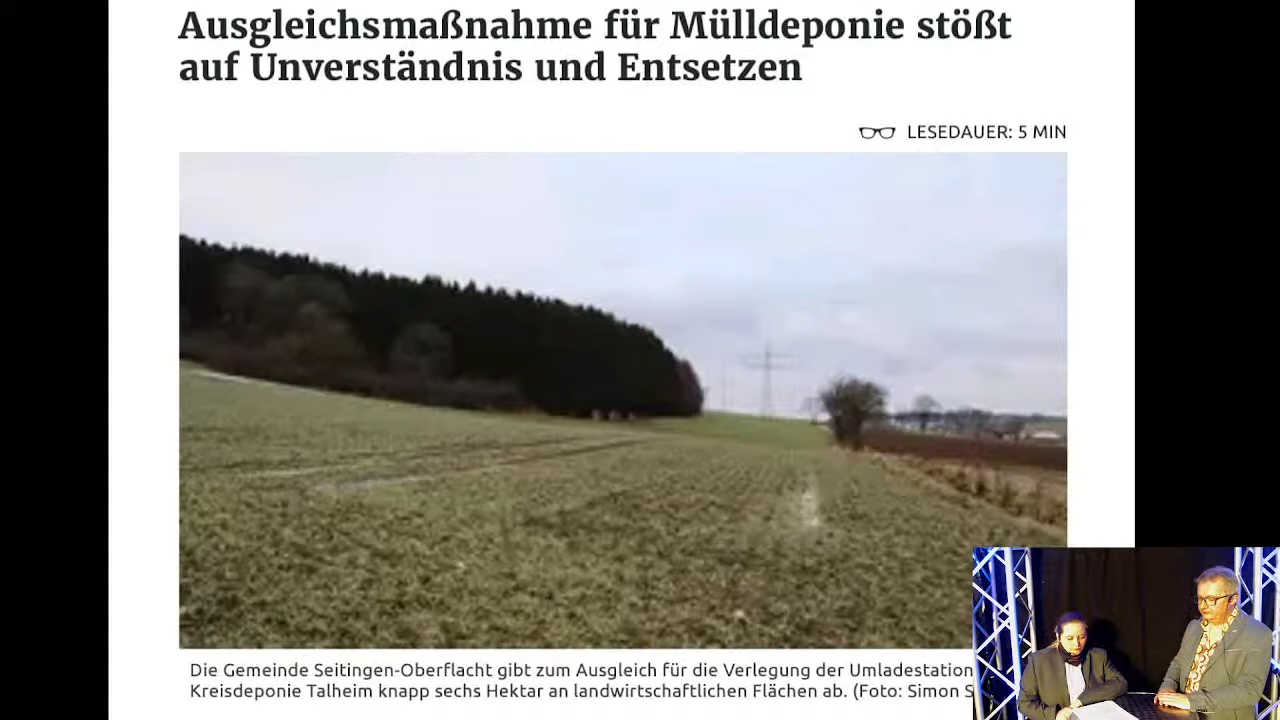 Ausgleichsmaßnahme für Mülldeponie stößt
auf Unverständnis und Entsetzen
LESEDAUER: 5 MIN
Die Gemeinde Seitingen-Oberflacht gibt zum Ausgleich für die Verlegung der Umladestation
Kreisdeponie Talheim knapp sechs Hektar an landwirtschaftlichen Flächen ab. (Foto: Simon